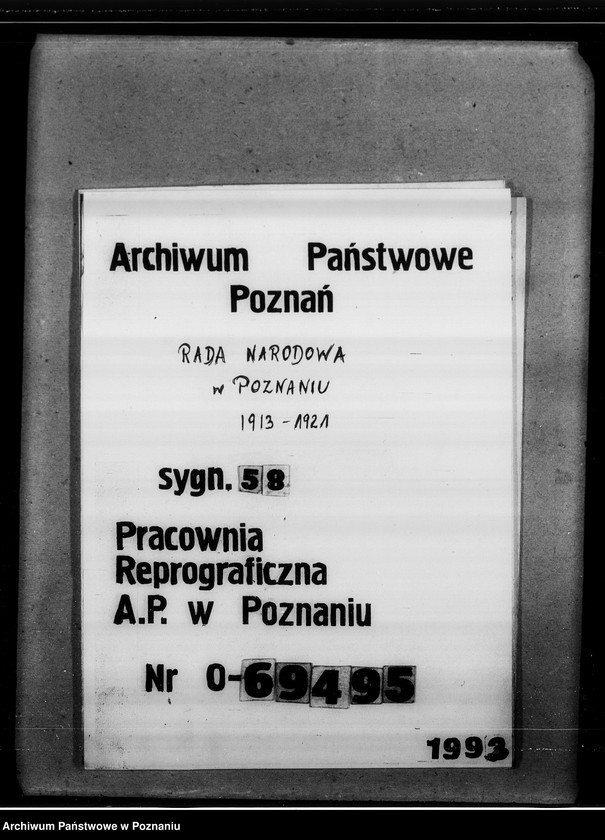 Archiwum Państwowe
Poznań
RADA NARODOWA
w POZNANIU
1913-1921
sygn. 58
Pracownia
Reprograficzna
A.P. w Poznaniu
Nr 0-69495
1993
Archiwum Państwowe w Poznaniu